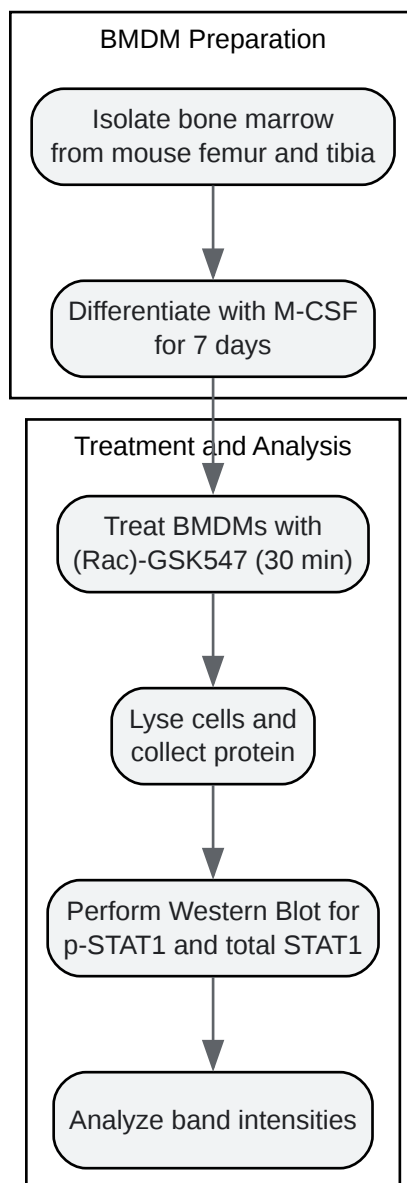 BMDM Preparation
Isolate bone marrow
from mouse femur and tibia
Differentiate with M-CSF
for 7 days
Treatment and Analysis
Treat BMDMs with
(Rac)-GSK547 (30 min)
Lyse cells and
collect protein
Perform Western Blot for
p-STAT1 and total STAT1
Analyze band intensities